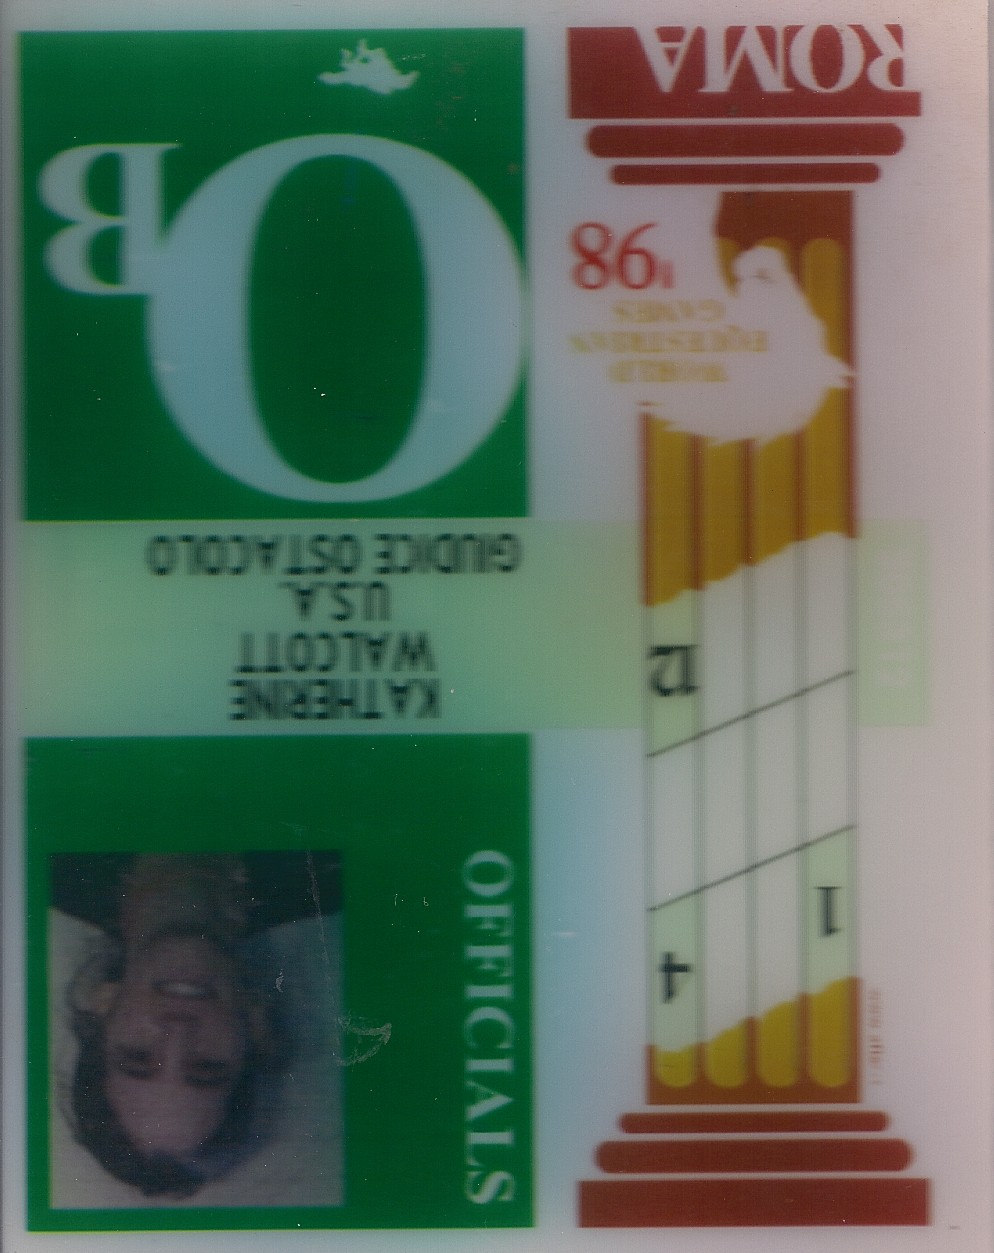 OFFICIALS
1
4
12
KATHERINE
WALCOTT
U.S.A.
GIUDICE OSTACOLO
WORLD
EQUESTRIAN
GAMES
'98
OB
ROMA